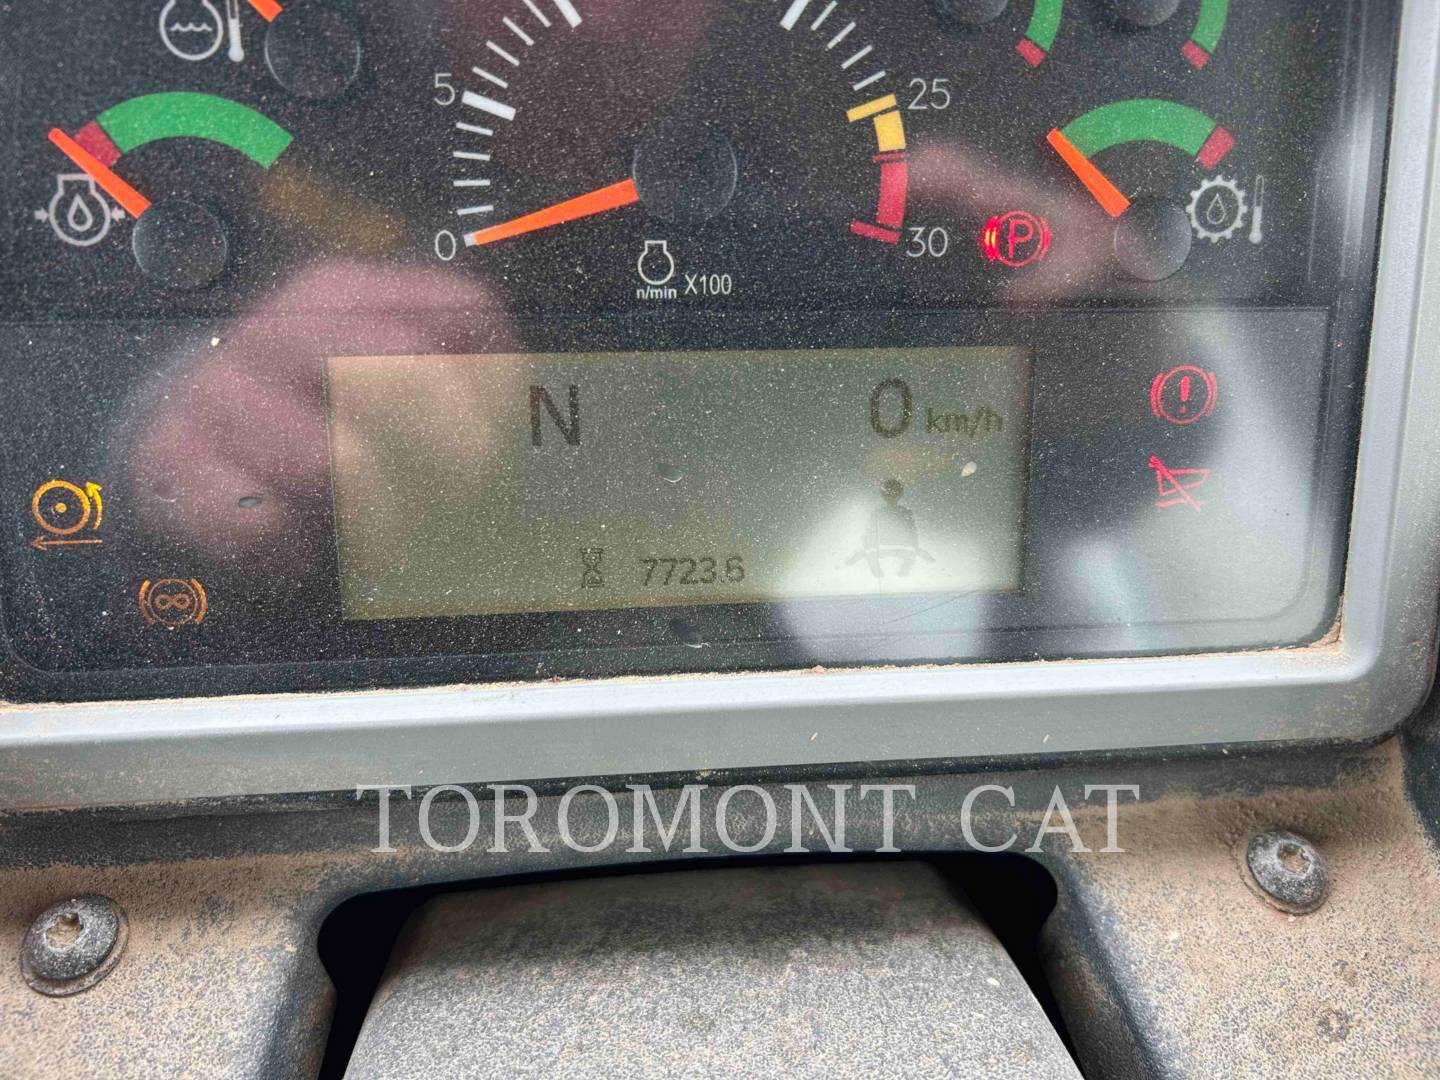 5
25
0
30
n/min X100
P
N 0 km/h
7723.6
TOROMONT CAT